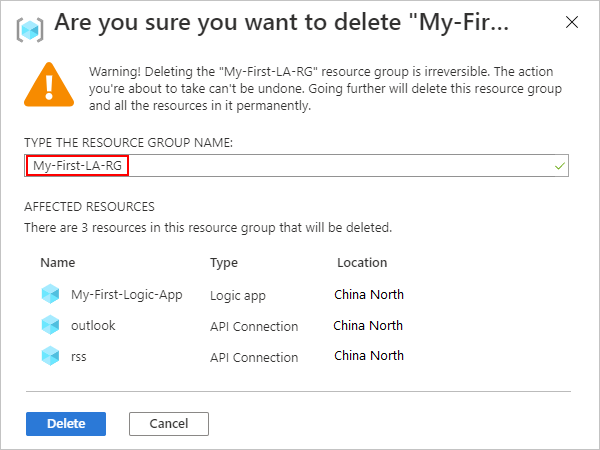 Are you sure you want to delete "My-Fir...
Warning! Deleting the "My-First-LA-RG" resource group is irreversible. The action
you're about to take can't be undone. Going further will delete this resource group
and all the resources in it permanently.
TYPE THE RESOURCE GROUP NAME:
My-First-LA-RG
AFFECTED RESOURCES
There are 3 resources in this resource group that will be deleted.
Name Type Location
My-First-Logic-App Logic app China North
outlook API Connection China North
rss API Connection China North
Delete Cancel